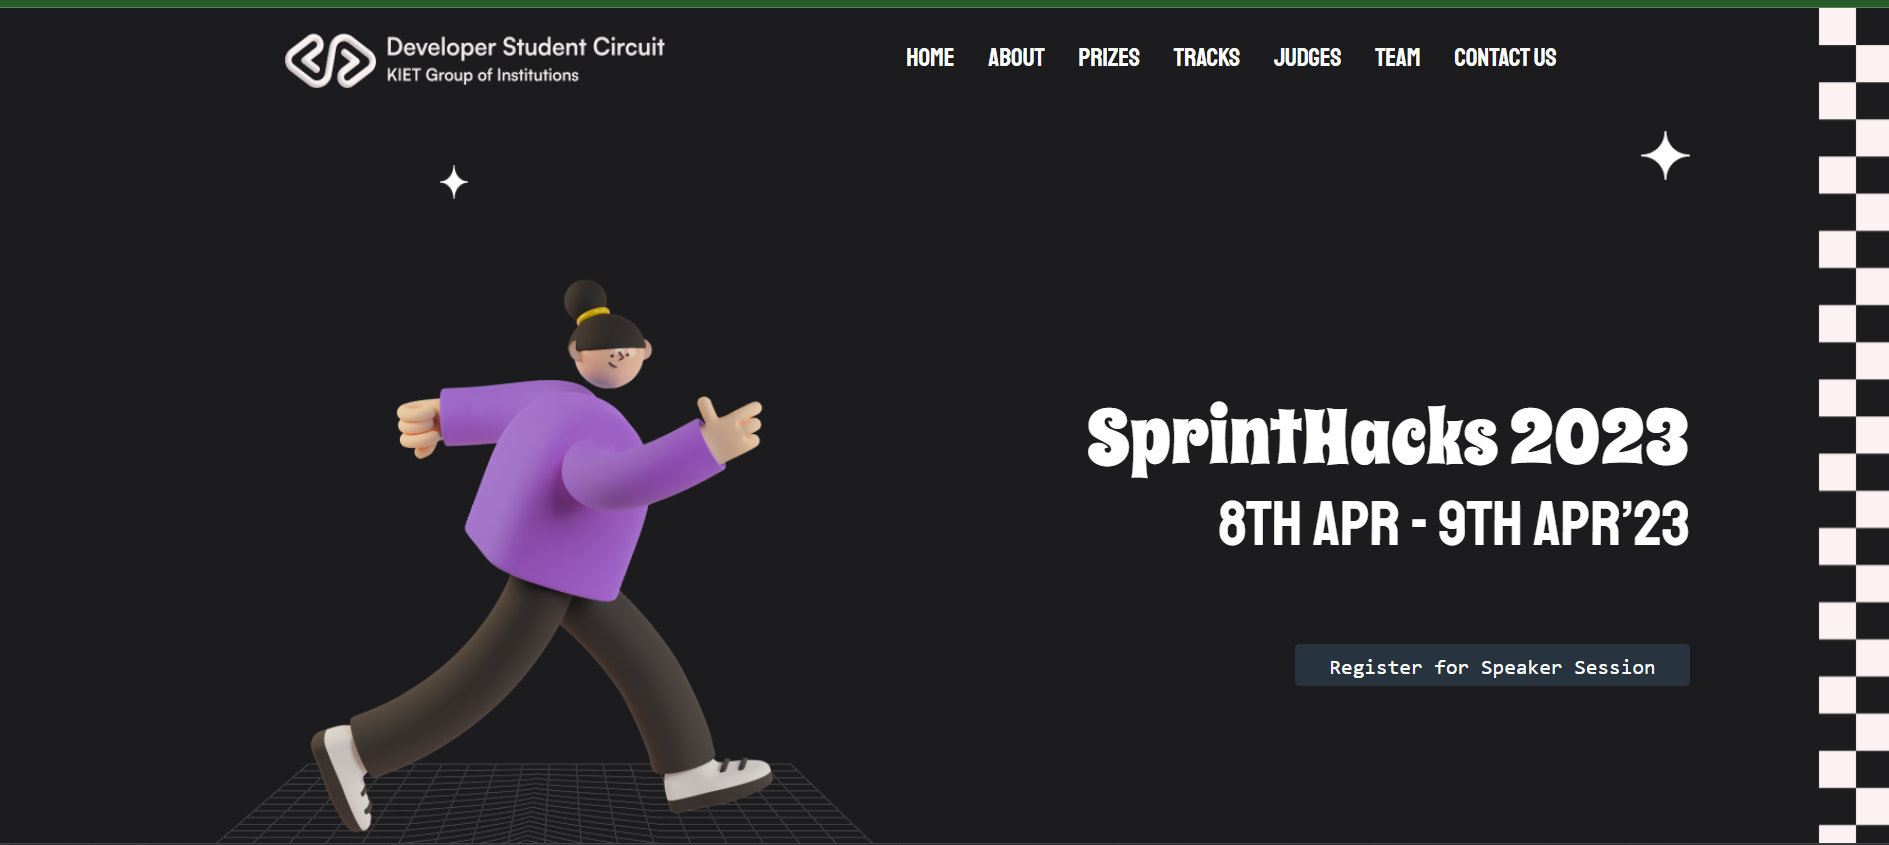 Developer Student Circuit
KIET Group of Institutions
HOME ABOUT PRIZES TRACKS JUDGES TEAM CONTACT US
SprintHacks 2023
8TH APR - 9TH APR’23
Register for Speaker Session